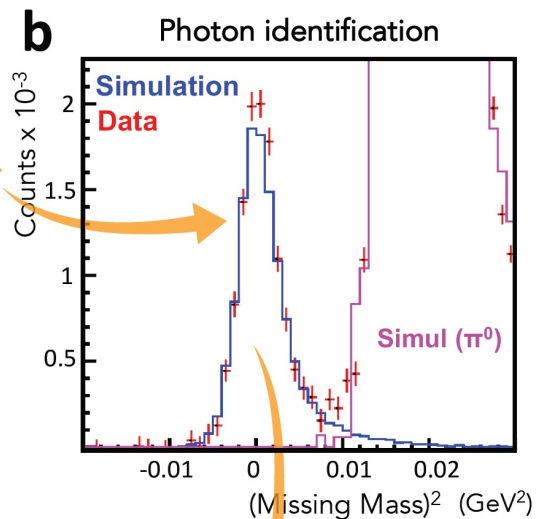 b
Photon identification
Counts x 10⁻³
Simulation
Data
2
1.5
1
0.5
Simul (π⁰)
-0.01 0 0.01 0.02
(Missing Mass)² (GeV²)